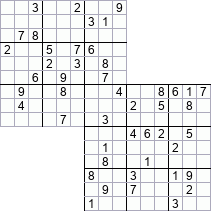 3 2 9
3 1
7 8
2 5 7 6
2 3 8
6 9 7
9 8 4 8 6 1 7
4 2 5 8
7 3
4 6 2 5
1 2
8 1
8 3 1 9
9 7 2
1 3